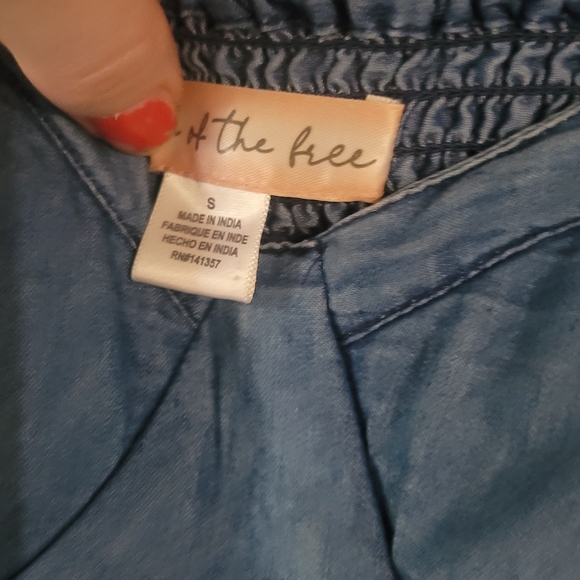 the free
S
MADE IN INDIA
FABRIQUE EN INDE
HECHO EN INDIA
RN#141357